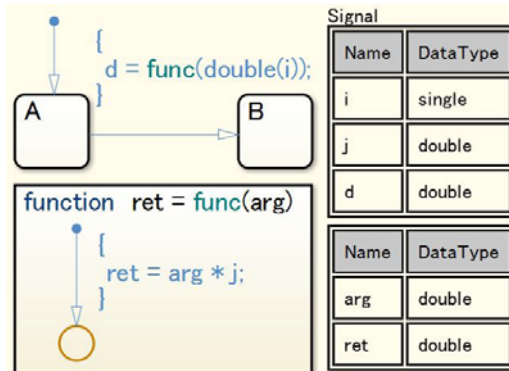 {
d = func(double(i));
}
A
B
function ret = func(arg)
{
ret = arg * j;
}
Signal
Name DataType
i single
j double
d double
Name DataType
arg double
ret double